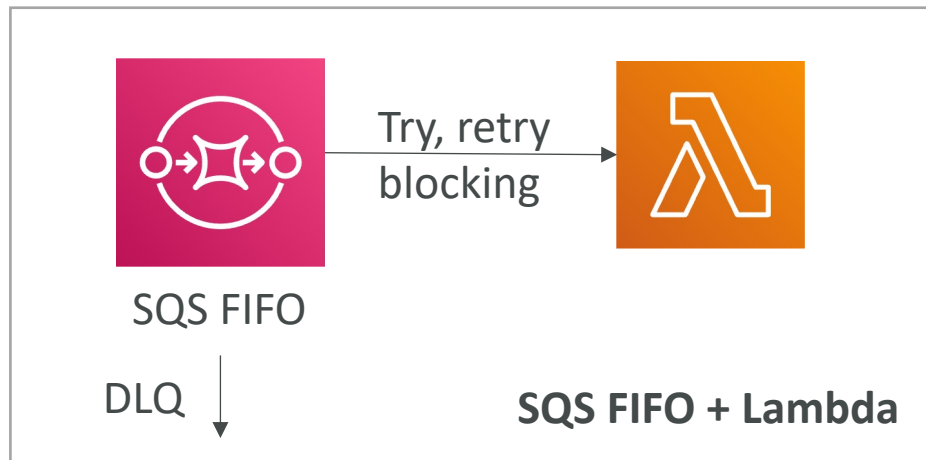 Try, retry
blocking
SQS FIFO
DLQ
SQS FIFO + Lambda